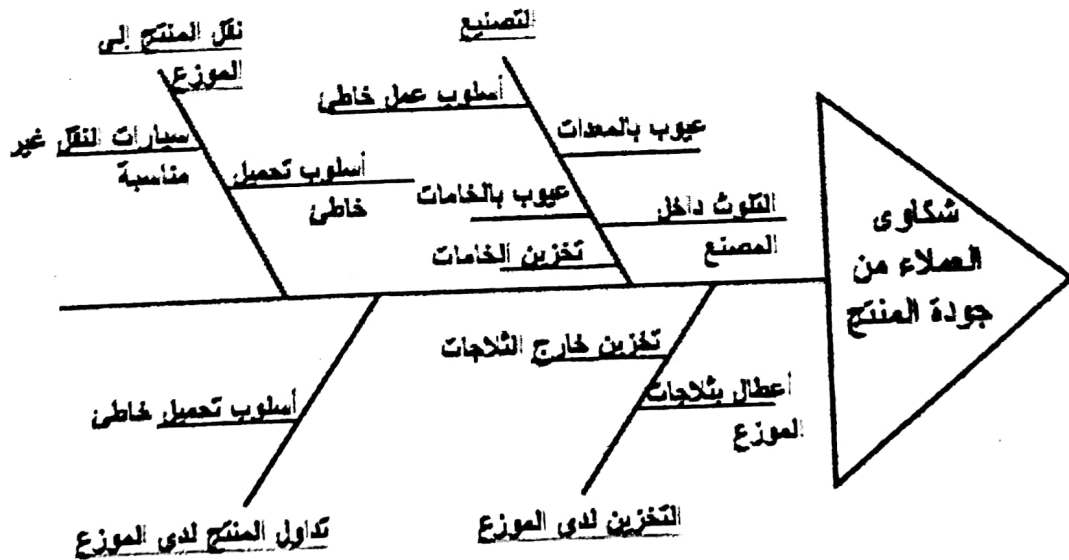 التصنيع
نقل المنتج إلى
الموزع
أسلوب عمل خاطئ
عيوب بالمعدات
سيارات النقل غير
مناسبة
أسلوب تحميل
خاطئ
عيوب بالخامات
التلوث داخل
المصنع
تخزين الخامات
شكاوى
العملاء من
جودة المنتج
تخزين خارج الثلاجات
أعطال بثلاجات
الموزع
أسلوب تحميل خاطئ
التخزين لدى الموزع
تداول المنتج لدى الموزع